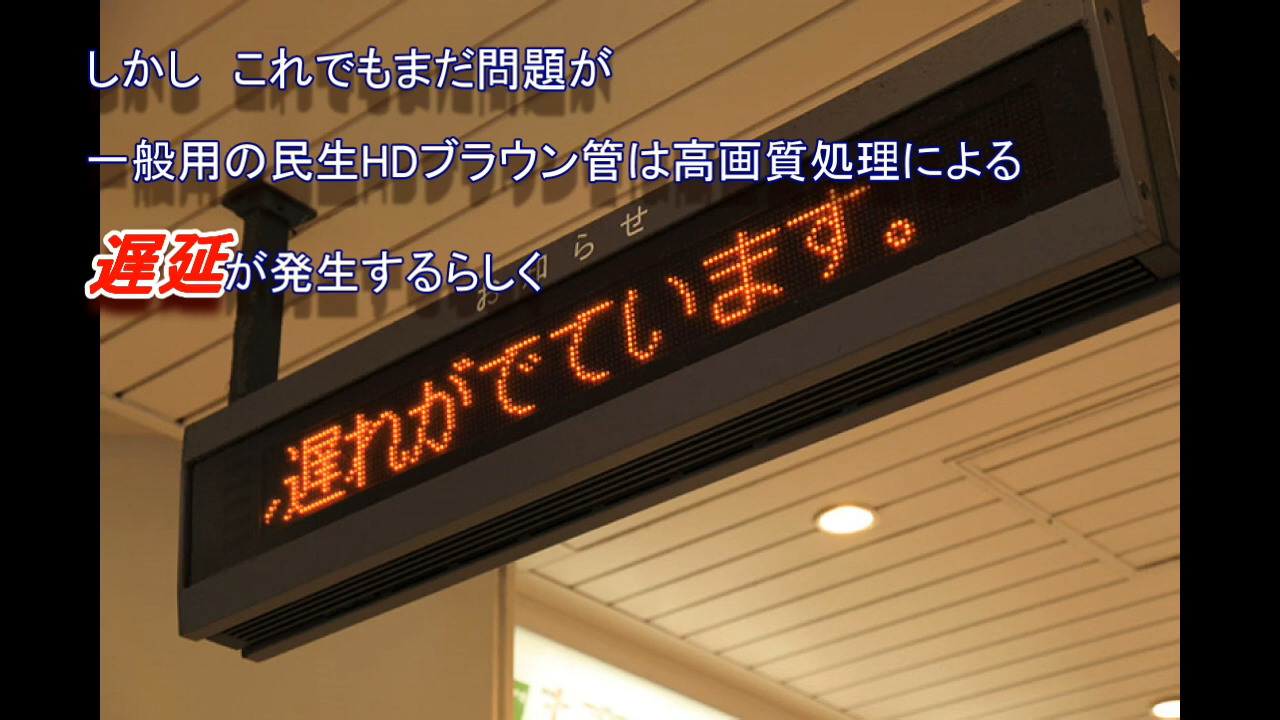 しかし　これでもまだ問題が
一般用の民生HDブラウン管は高画質処理による
遅延が発生するらしく
お知らせ
遅れがでています。